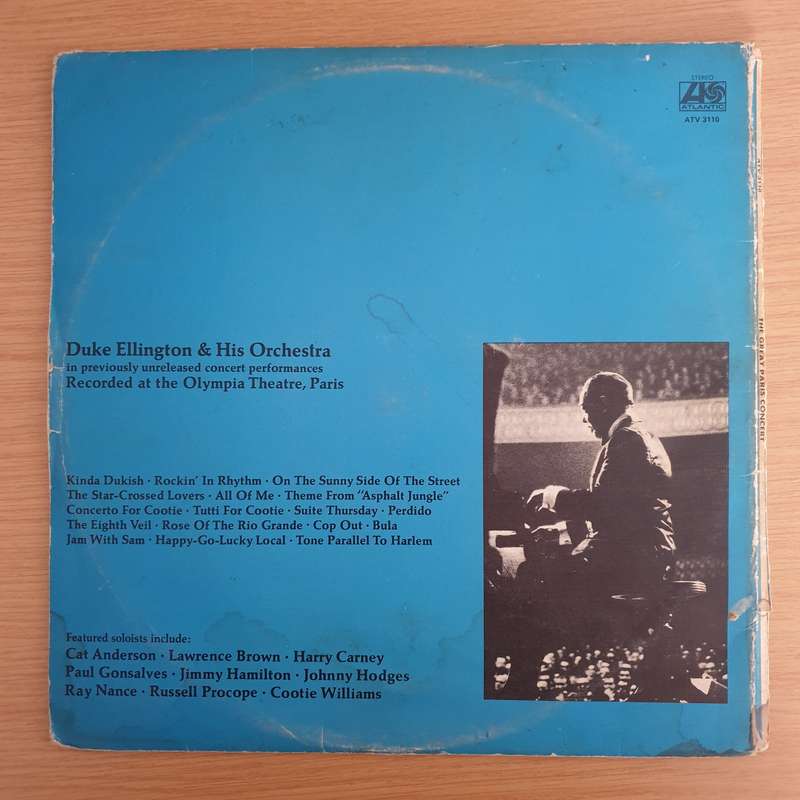 STEREO
ATLANTIC
ATV 3110
Duke Ellington & His Orchestra
in previously unreleased concert performances
Recorded at the Olympia Theatre, Paris
Kinda Dukish · Rockin' In Rhythm · On The Sunny Side Of The Street
The Star-Crossed Lovers · All Of Me · Theme From "Asphalt Jungle"
Concerto For Cootie · Tutti For Cootie · Suite Thursday · Perdido
The Eighth Veil · Rose Of The Rio Grande · Cop Out · Bula
Jam With Sam · Happy-Go-Lucky Local · Tone Parallel To Harlem
Featured soloists include:
Cat Anderson · Lawrence Brown · Harry Carney
Paul Gonsalves · Jimmy Hamilton · Johnny Hodges
Ray Nance · Russell Procope · Cootie Williams
THE GREAT PARIS CONCERT